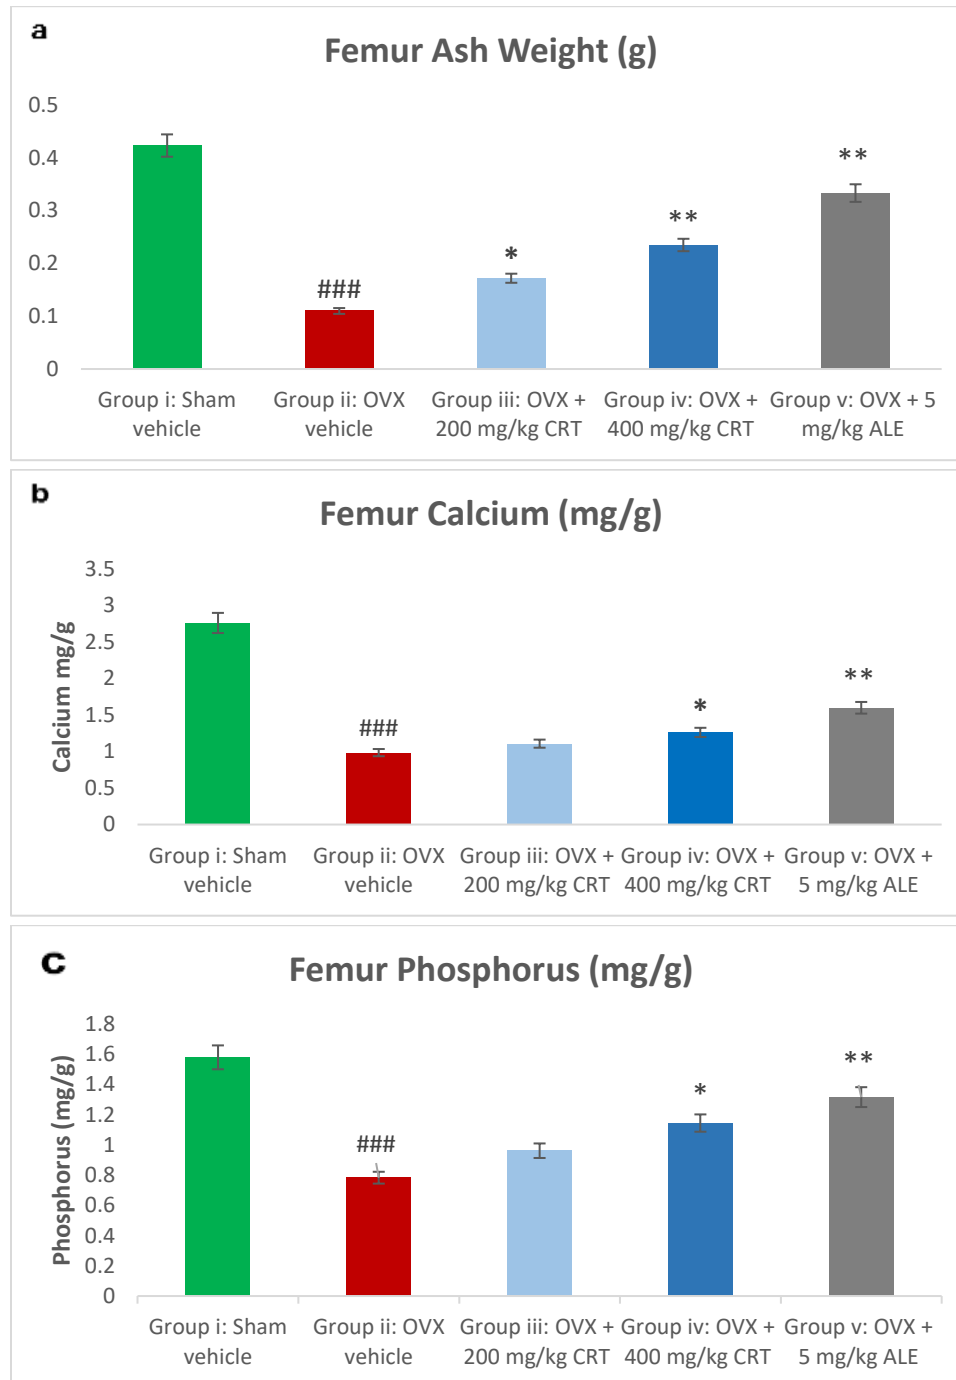 a
Femur Ash Weight (g)
0.5
0.4
0.3
0.2
0.1
0
###
*
**
**
Group i: Sham vehicle
Group ii: OVX vehicle
Group iii: OVX + 200 mg/kg CRT
Group iv: OVX + 400 mg/kg CRT
Group v: OVX + 5 mg/kg ALE
b
Femur Calcium (mg/g)
Calcium mg/g
3.5
3
2.5
2
1.5
1
0.5
0
###
*
**
Group i: Sham vehicle
Group ii: OVX vehicle
Group iii: OVX + 200 mg/kg CRT
Group iv: OVX + 400 mg/kg CRT
Group v: OVX + 5 mg/kg ALE
c
Femur Phosphorus (mg/g)
Phosphorus (mg/g)
1.8
1.6
1.4
1.2
1
0.8
0.6
0.4
0.2
0
###
*
**
Group i: Sham vehicle
Group ii: OVX vehicle
Group iii: OVX + 200 mg/kg CRT
Group iv: OVX + 400 mg/kg CRT
Group v: OVX + 5 mg/kg ALE